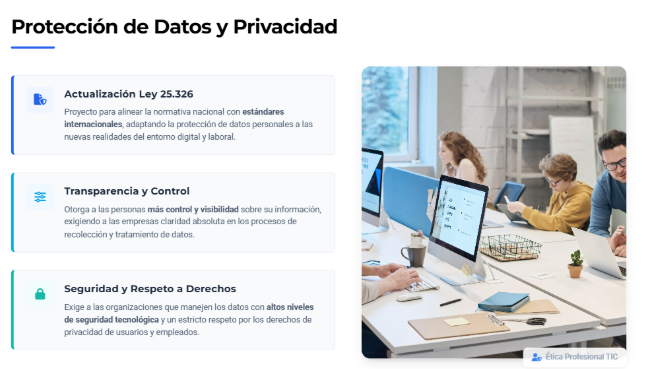 Protección de Datos y Privacidad
Actualización Ley 25.326
Proyecto para alinear la normativa nacional con estándares
internacionales, adaptando la protección de datos personales a las
nuevas realidades del entorno digital y laboral.
Transparencia y Control
Otorga a las personas más control y visibilidad sobre su información,
exigiendo a las empresas claridad absoluta en los procesos de
recolección y tratamiento de datos.
Seguridad y Respeto a Derechos
Exige a las organizaciones que manejen los datos con altos niveles
de seguridad tecnológica y un estricto respeto por los derechos de
privacidad de usuarios y empleados.
Ética Profesional TIC